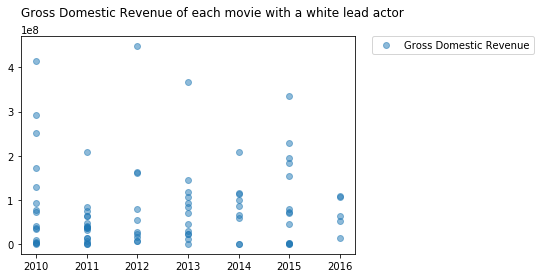 Gross Domestic Revenue of each movie with a white lead actor
1e8
Gross Domestic Revenue
4
3
2
1
0
2010 2011 2012 2013 2014 2015 2016